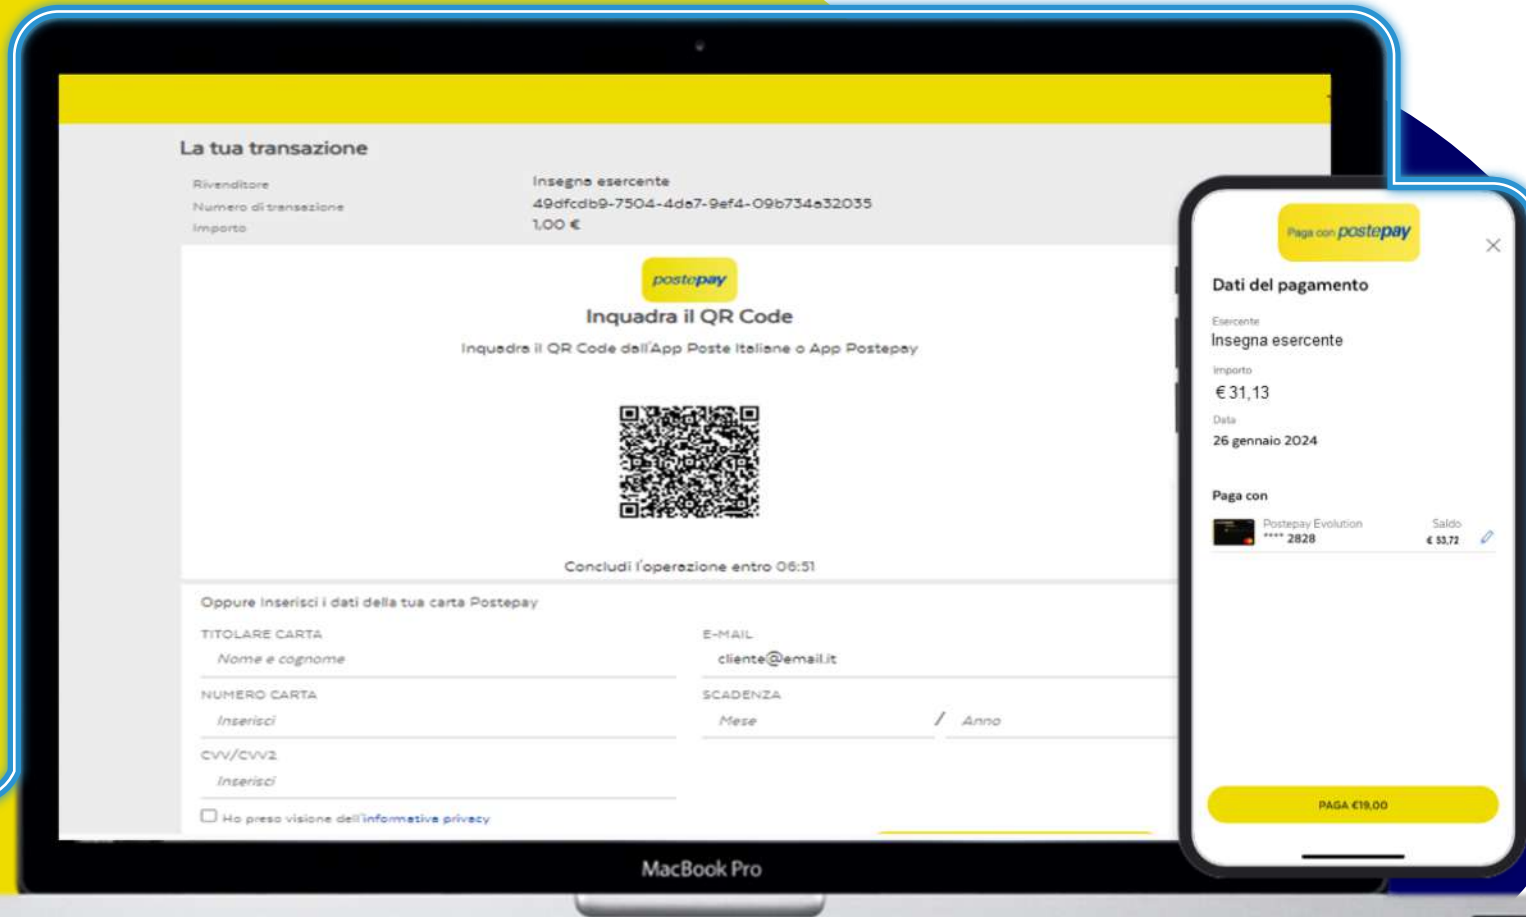 La tua transazione
Rivenditore Insegna esercente
Numero di transazione 49dfcdb9-7504-4da7-9ef4-09b734a32035
Importo 1,00 €
postepay
Inquadra il QR Code
Inquadra il QR Code dall'App Poste Italiane o App Postepay
Concludi l'operazione entro 06:51
Oppure Inserisci i dati della tua carta Postepay
TITOLARE CARTA E-MAIL
Nome e cognome cliente@email.it
NUMERO CARTA SCADENZA
Inserisci Mese / Anno
CVV/CVV2
Inserisci
Ho preso visione dell'informativa privacy
MacBook Pro
Paga con postepay
Dati del pagamento
Esercente
Insegna esercente
Importo
€ 31,13
Data
26 gennaio 2024
Paga con
Postepay Evolution Saldo
**** 2828 € 53,72
PAGA €19,00